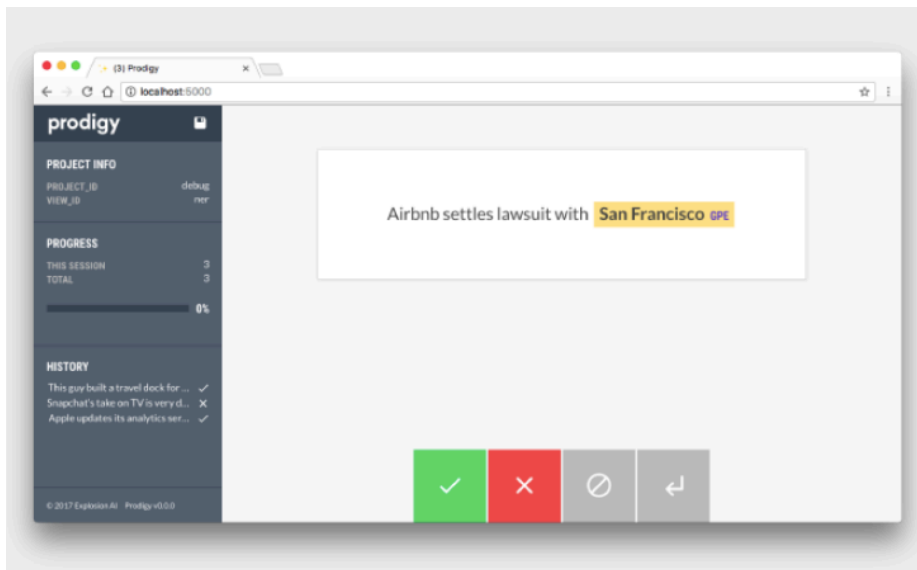 (3) Prodigy
localhost:5000
prodigy
PROJECT INFO
PROJECT_ID debug
VIEW_ID ner
PROGRESS
THIS SESSION 3
TOTAL 3
0%
HISTORY
This guy built a travel deck for ...
Snapchat's take on TV is very d...
Apple updates its analytics ser...
© 2017 Explosion AI Prodigy v0.0.0
Airbnb settles lawsuit with San Francisco GPE